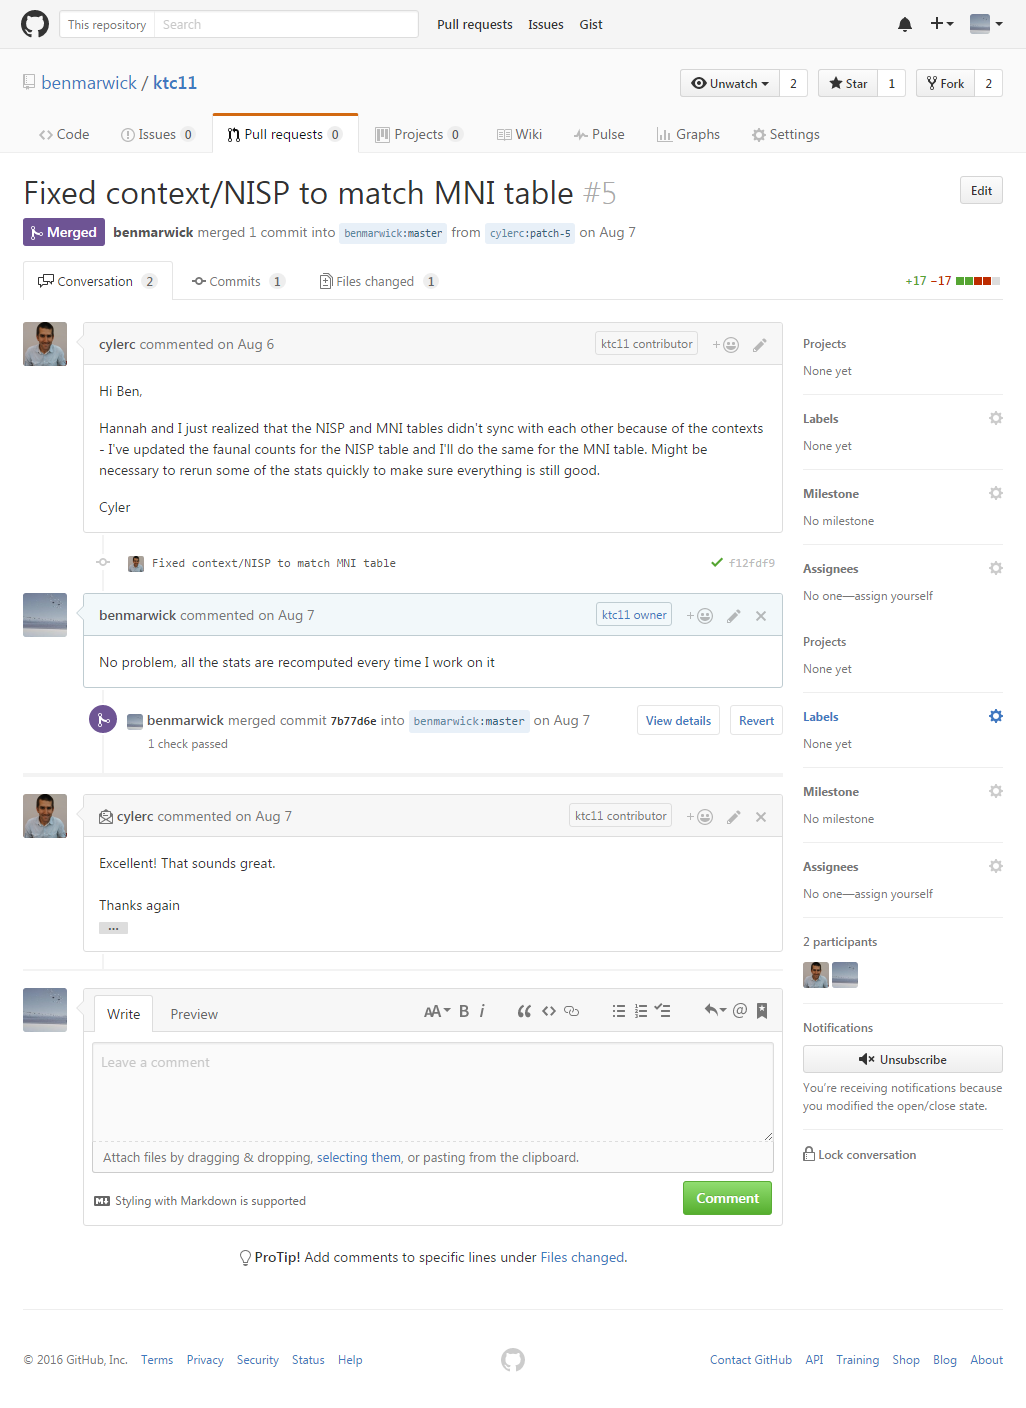 This repository Search Pull requests Issues Gist
benmarwick / ktc11 Unwatch 2 Star 1 Fork 2
Code Issues 0 Pull requests 0 Projects 0 Wiki Pulse Graphs Settings
Fixed context/NISP to match MNI table #5 Edit
Merged benmarwick merged 1 commit into benmarwick:master from cylerc:patch-5 on Aug 7
Conversation 2 Commits 1 Files changed 1 +17 −17
cylerc commented on Aug 6 ktc11 contributor +
Hi Ben,
Hannah and I just realized that the NISP and MNI tables didn't sync with each other because of the contexts
- I've updated the faunal counts for the NISP table and I'll do the same for the MNI table. Might be
necessary to rerun some of the stats quickly to make sure everything is still good.
Cyler
Fixed context/NISP to match MNI table f12fdf9
benmarwick commented on Aug 7 ktc11 owner +
No problem, all the stats are recomputed every time I work on it
benmarwick merged commit 7b77d6e into benmarwick:master on Aug 7 View details Revert
1 check passed
cylerc commented on Aug 7 ktc11 contributor +
Excellent! That sounds great.
Thanks again
...
Write Preview AA B i @
Leave a comment
Attach files by dragging & dropping, selecting them, or pasting from the clipboard.
Styling with Markdown is supported Comment
ProTip! Add comments to specific lines under Files changed.
Projects
None yet
Labels
None yet
Milestone
No milestone
Assignees
No one—assign yourself
Projects
None yet
Labels
None yet
Milestone
No milestone
Assignees
No one—assign yourself
2 participants
Notifications
Unsubscribe
You're receiving notifications because
you modified the open/close state.
Lock conversation
© 2016 GitHub, Inc. Terms Privacy Security Status Help Contact GitHub API Training Shop Blog About